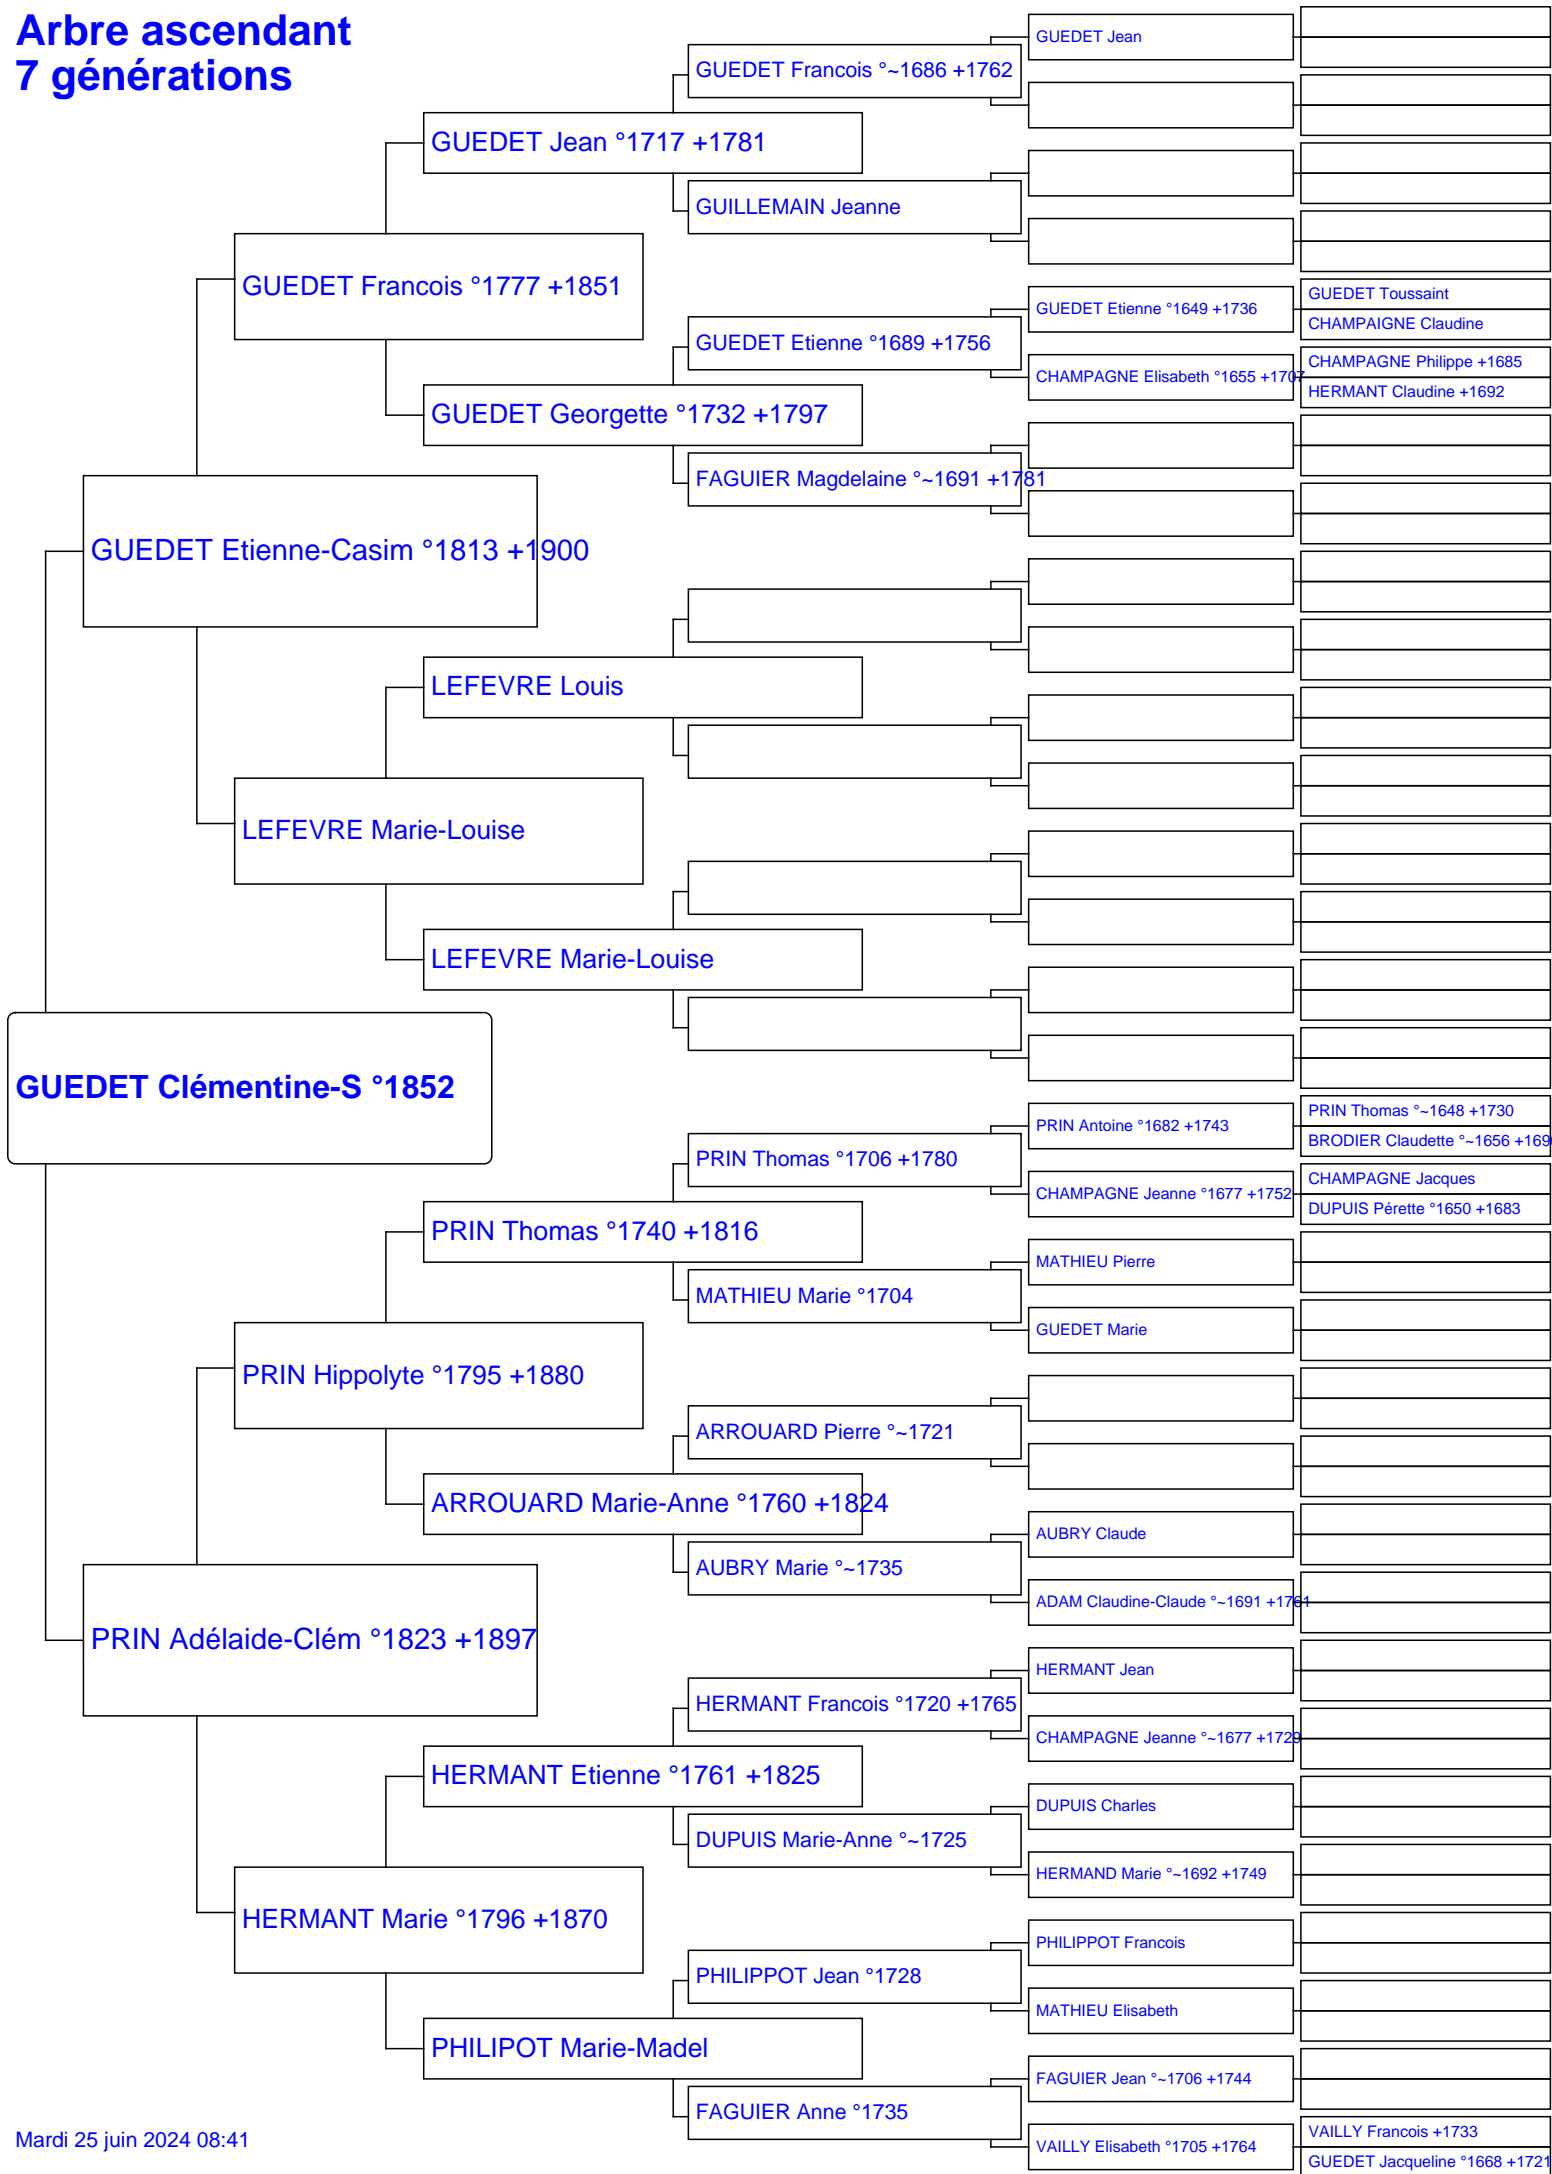 Arbre ascendant
7 générations
GUEDET Jean
GUEDET Francois °~1686 +1762
GUEDET Jean °1717 +1781
GUILLEMAIN Jeanne
GUEDET Francois °1777 +1851
GUEDET Toussaint
GUEDET Etienne °1649 +1736
CHAMPAIGNE Claudine
GUEDET Etienne °1689 +1756
CHAMPAGNE Philippe +1685
CHAMPAGNE Elisabeth °1655 +1707
HERMANT Claudine +1692
GUEDET Georgette °1732 +1797
FAGUIER Magdelaine °~1691 +1781
GUEDET Etienne-Casim °1813 +1900
LEFEVRE Louis
LEFEVRE Marie-Louise
LEFEVRE Marie-Louise
GUEDET Clémentine-S °1852
PRIN Thomas °~1648 +1730
PRIN Antoine °1682 +1743
BRODIER Claudette °~1656 +169
PRIN Thomas °1706 +1780
CHAMPAGNE Jacques
CHAMPAGNE Jeanne °1677 +1752
DUPUIS Pérette °1650 +1683
PRIN Thomas °1740 +1816
MATHIEU Pierre
MATHIEU Marie °1704
GUEDET Marie
PRIN Hippolyte °1795 +1880
ARROUARD Pierre °~1721
ARROUARD Marie-Anne °1760 +1824
AUBRY Claude
AUBRY Marie °~1735
ADAM Claudine-Claude °~1691 +1761
PRIN Adélaide-Clém °1823 +1897
HERMANT Jean
HERMANT Francois °1720 +1765
CHAMPAGNE Jeanne °~1677 +1729
HERMANT Etienne °1761 +1825
DUPUIS Charles
DUPUIS Marie-Anne °~1725
HERMAND Marie °~1692 +1749
HERMANT Marie °1796 +1870
PHILIPPOT Francois
PHILIPPOT Jean °1728
MATHIEU Elisabeth
PHILIPOT Marie-Madel
FAGUIER Jean °~1706 +1744
FAGUIER Anne °1735
VAILLY Francois +1733
VAILLY Elisabeth °1705 +1764
GUEDET Jacqueline °1668 +1721
Mardi 25 juin 2024 08:41